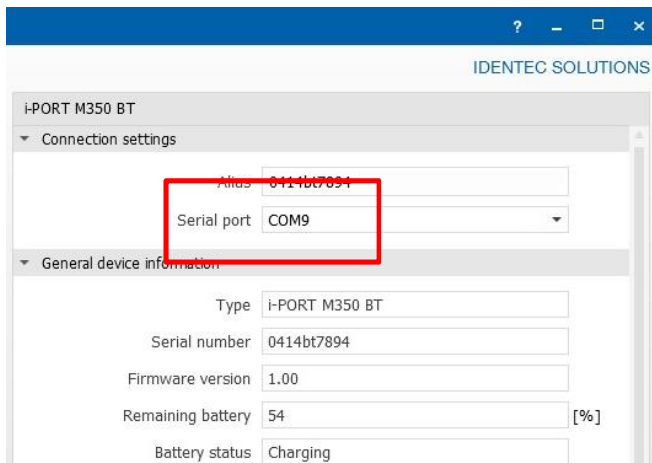 ?
IDENTEC SOLUTIONS
i-PORT M350 BT
Connection settings
Alias 0414bt7894
Serial port COM9
General device information
Type i-PORT M350 BT
Serial number 0414bt7894
Firmware version 1.00
Remaining battery 54 [%]
Battery status Charging